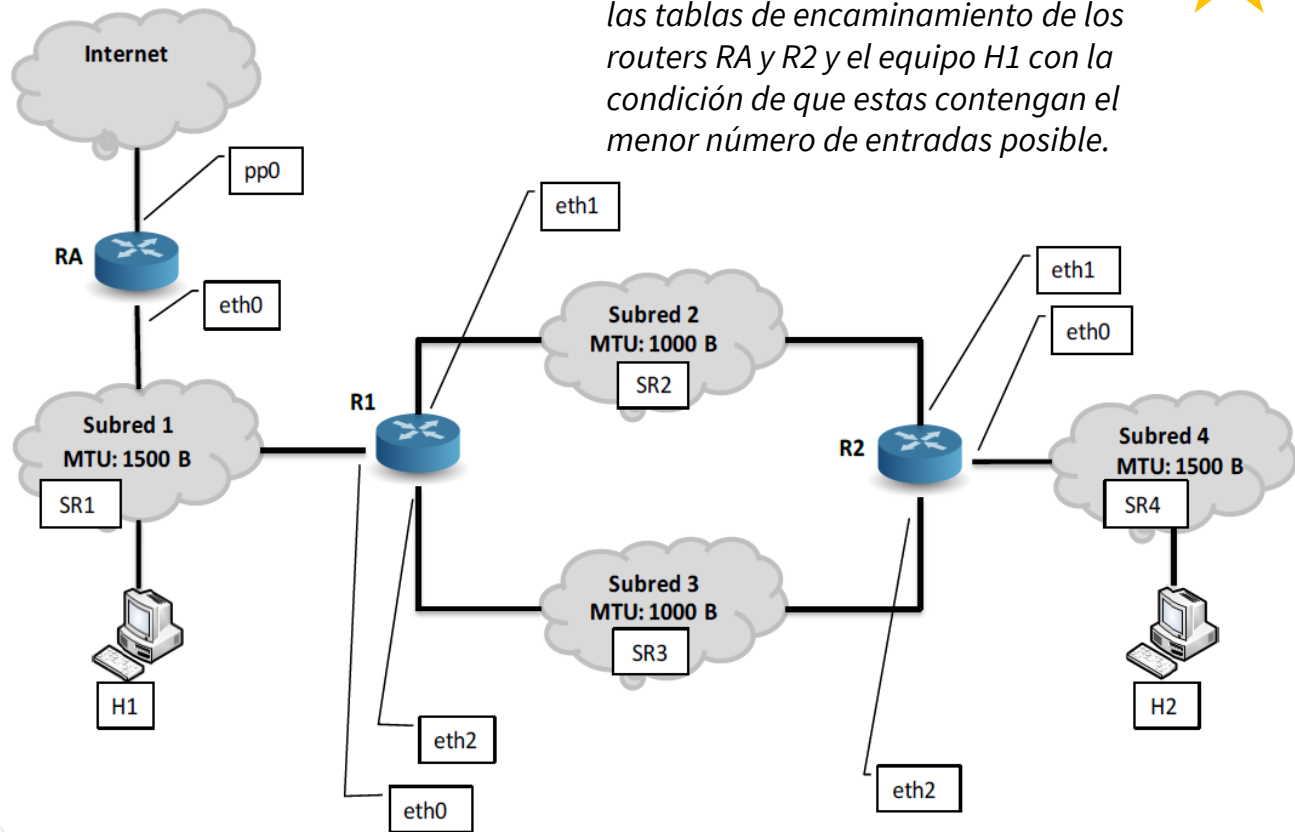 las tablas de encaminamiento de los
routers RA y R2 y el equipo H1 con la
condición de que estas contengan el
menor número de entradas posible.
Internet
pp0
RA
eth0
eth1
eth1
eth0
Subred 2
MTU: 1000 B
SR2
R1
R2
Subred 1
MTU: 1500 B
SR1
Subred 4
MTU: 1500 B
SR4
Subred 3
MTU: 1000 B
SR3
H1
H2
eth2
eth0
eth2